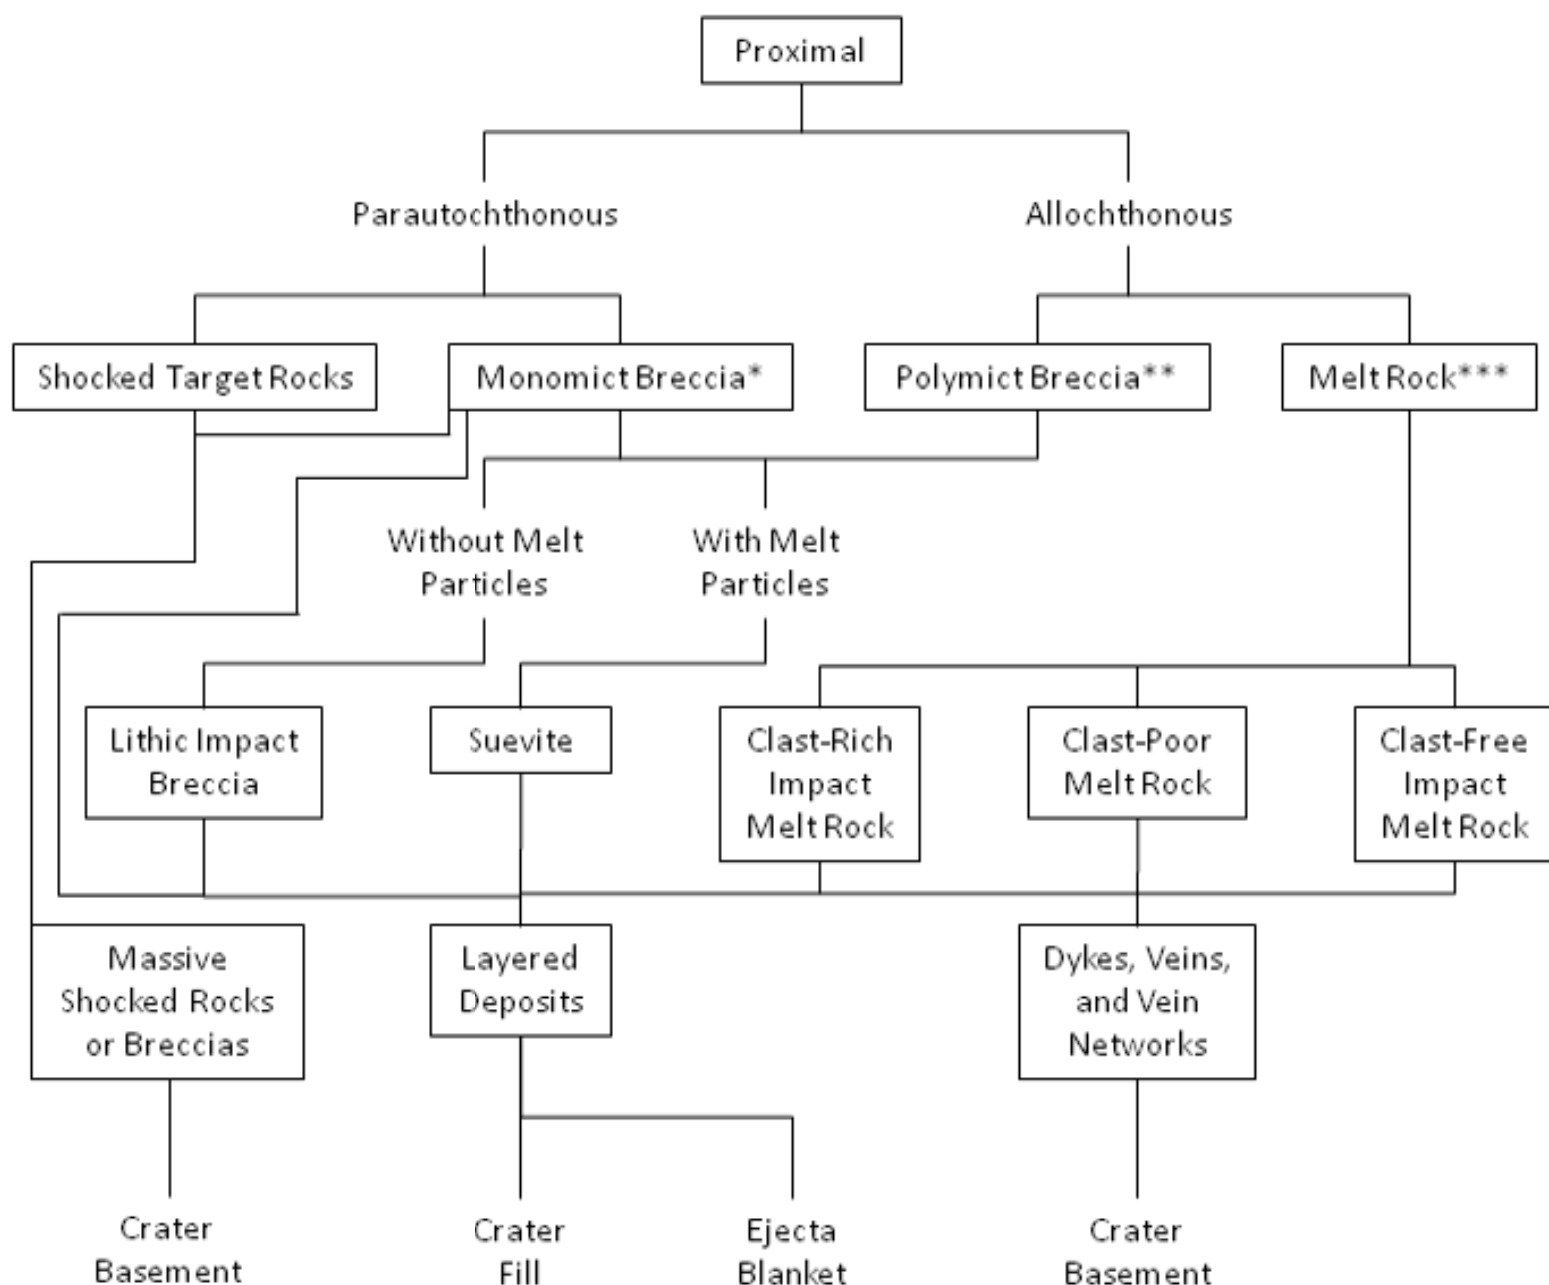 Proximal
Parautochthonous
Allochthonous
Shocked Target Rocks
Monomict Breccia*
Polymict Breccia**
Melt Rock***
Without Melt
Particles
With Melt
Particles
Lithic Impact
Breccia
Suevite
Clast-Rich
Impact
Melt Rock
Clast-Poor
Melt Rock
Clast-Free
Impact
Melt Rock
Massive
Shocked Rocks
or Breccias
Layered
Deposits
Dykes, Veins,
and Vein
Networks
Crater
Basement
Crater
Fill
Ejecta
Blanket
Crater
Basement